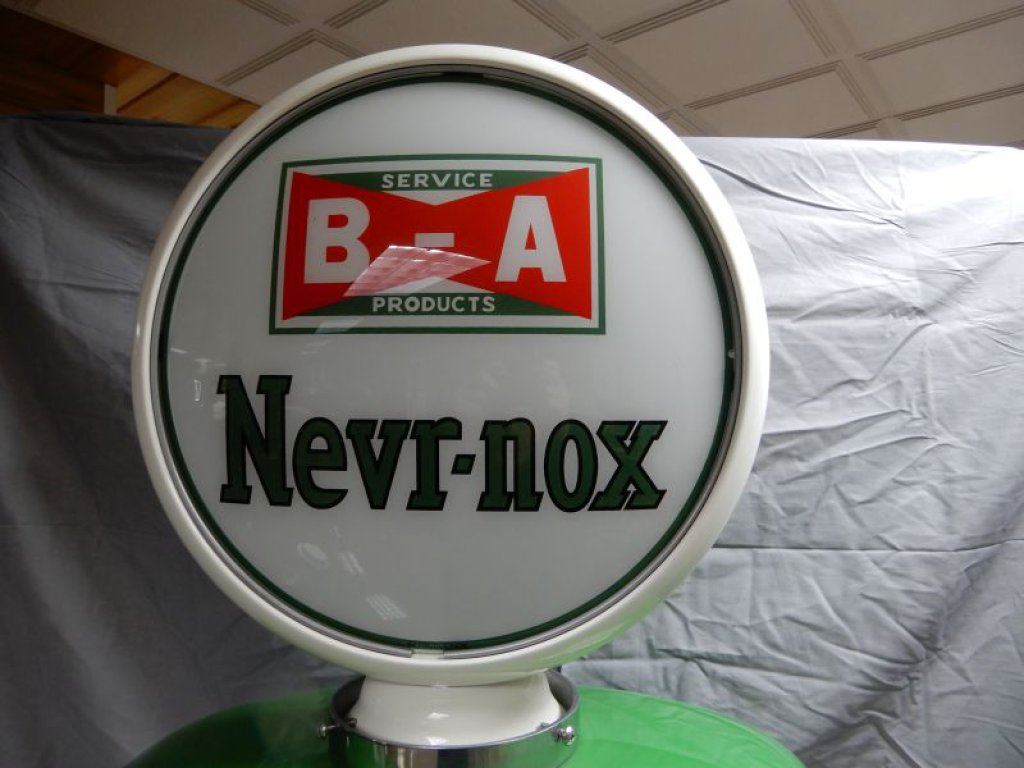 SERVICE
B-A
PRODUCTS
Nevr-nox